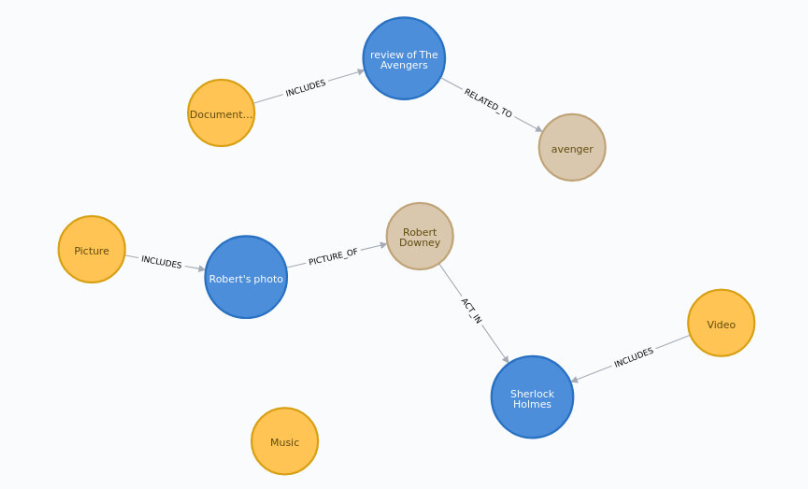 review of The
Avengers
INCLUDES
Document...
RELATED_TO
avenger
Robert
Downey
Picture
INCLUDES
Robert's photo
PICTURE_OF
ACT_IN
Video
INCLUDES
Sherlock
Holmes
Music